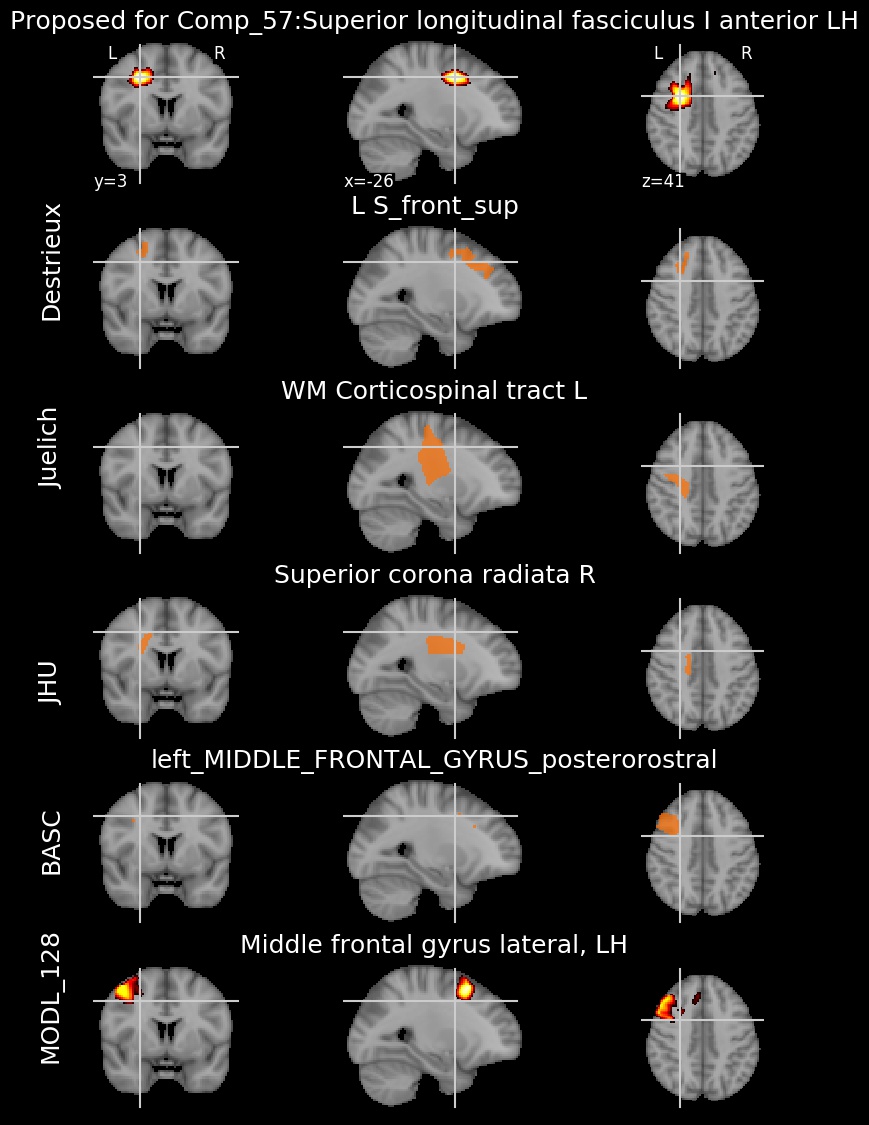 Proposed for Comp_57:Superior longitudinal fasciculus I anterior LH
L R
L R
y=3
x=-26
z=41
L S_front_sup
Destrieux
WM Corticospinal tract L
Juelich
Superior corona radiata R
JHU
left_MIDDLE_FRONTAL_GYRUS_posterorostral
BASC
Middle frontal gyrus lateral, LH
MODL_128